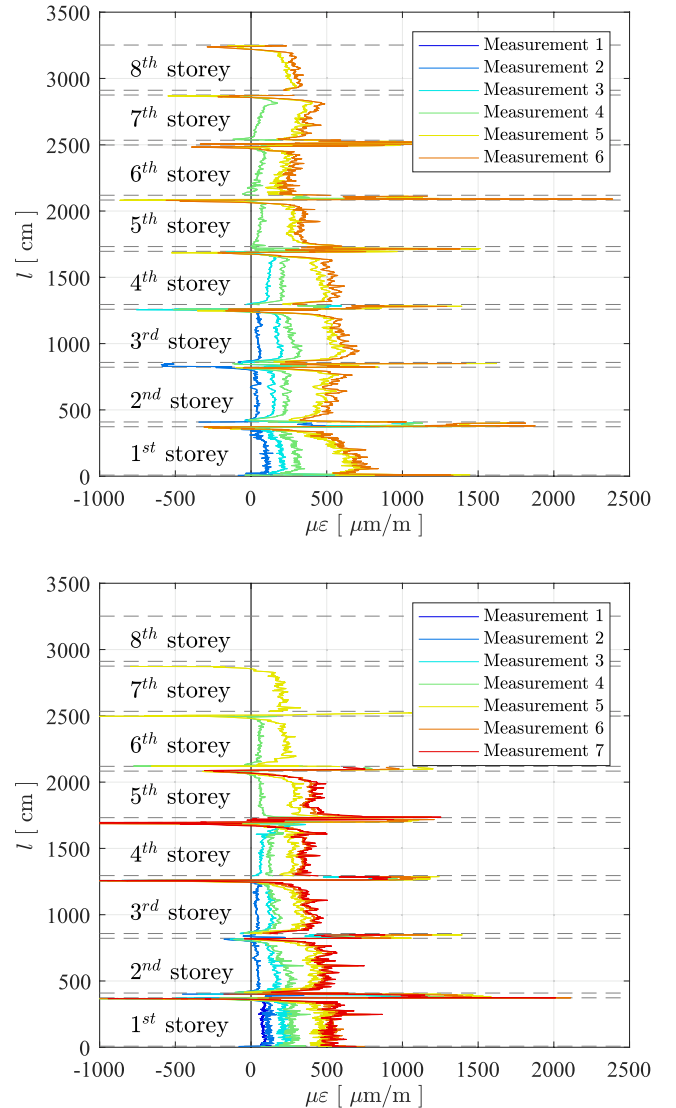 3500
3000
2500
2000
1500
1000
500
0
l [ cm ]
8th storey
7th storey
6th storey
5th storey
4th storey
3rd storey
2nd storey
1st storey
Measurement 1
Measurement 2
Measurement 3
Measurement 4
Measurement 5
Measurement 6
-1000 -500 0 500 1000 1500 2000 2500
με [ μm/m ]
3500
3000
2500
2000
1500
1000
500
0
l [ cm ]
8th storey
7th storey
6th storey
5th storey
4th storey
3rd storey
2nd storey
1st storey
Measurement 1
Measurement 2
Measurement 3
Measurement 4
Measurement 5
Measurement 6
Measurement 7
-1000 -500 0 500 1000 1500 2000 2500
με [ μm/m ]